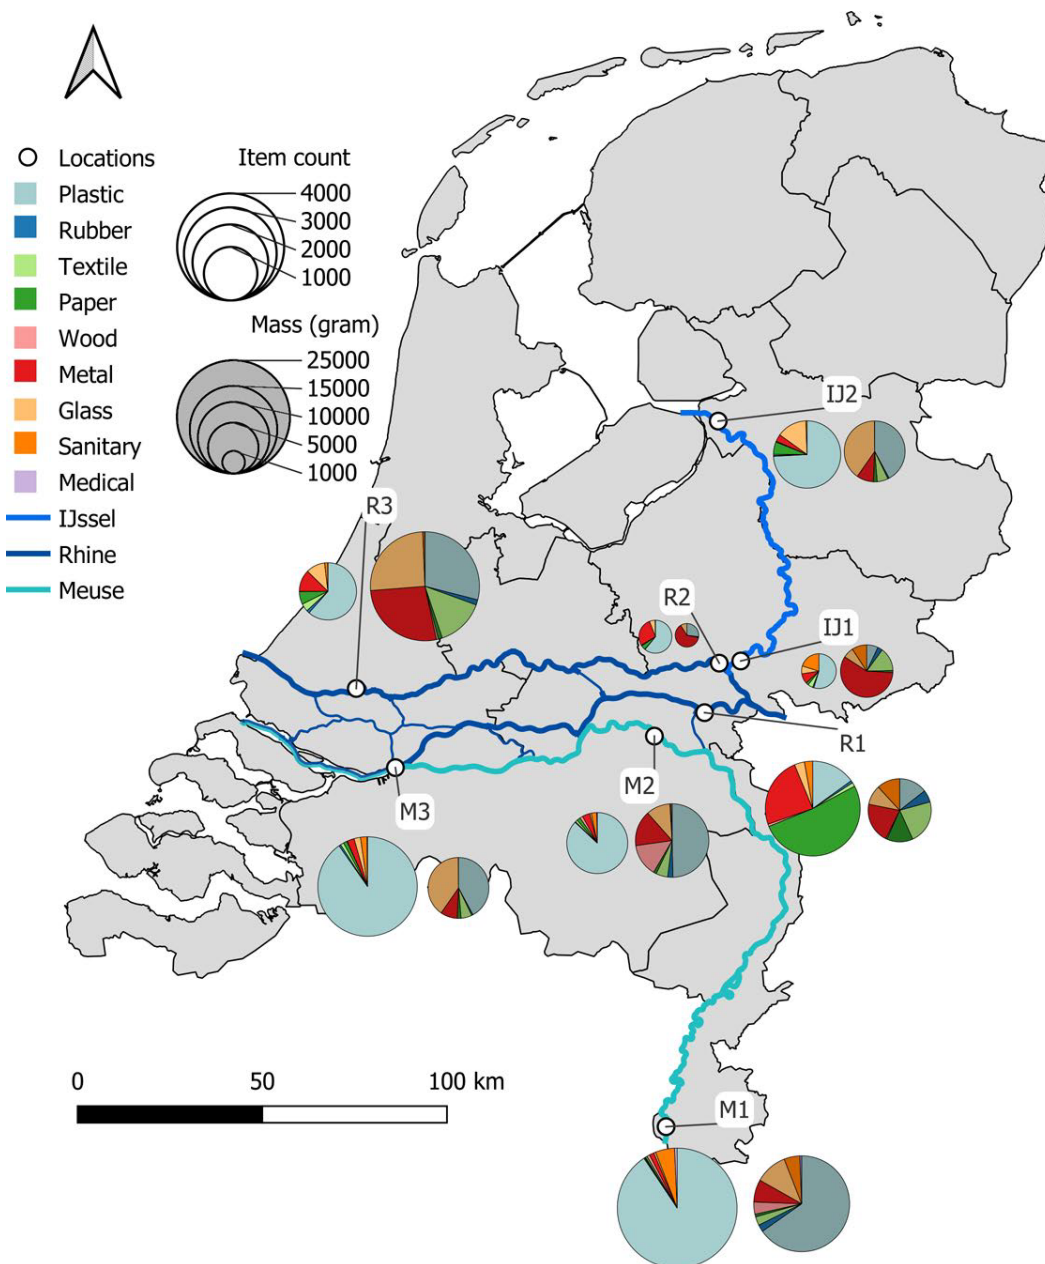 Locations
Plastic
Rubber
Textile
Paper
Wood
Metal
Glass
Sanitary
Medical
IJssel
Rhine
Meuse
Item count
4000
3000
2000
1000
Mass (gram)
25000
15000
10000
5000
1000
IJ2
R3
R2
IJ1
R1
M2
M3
0 50 100 km
M1